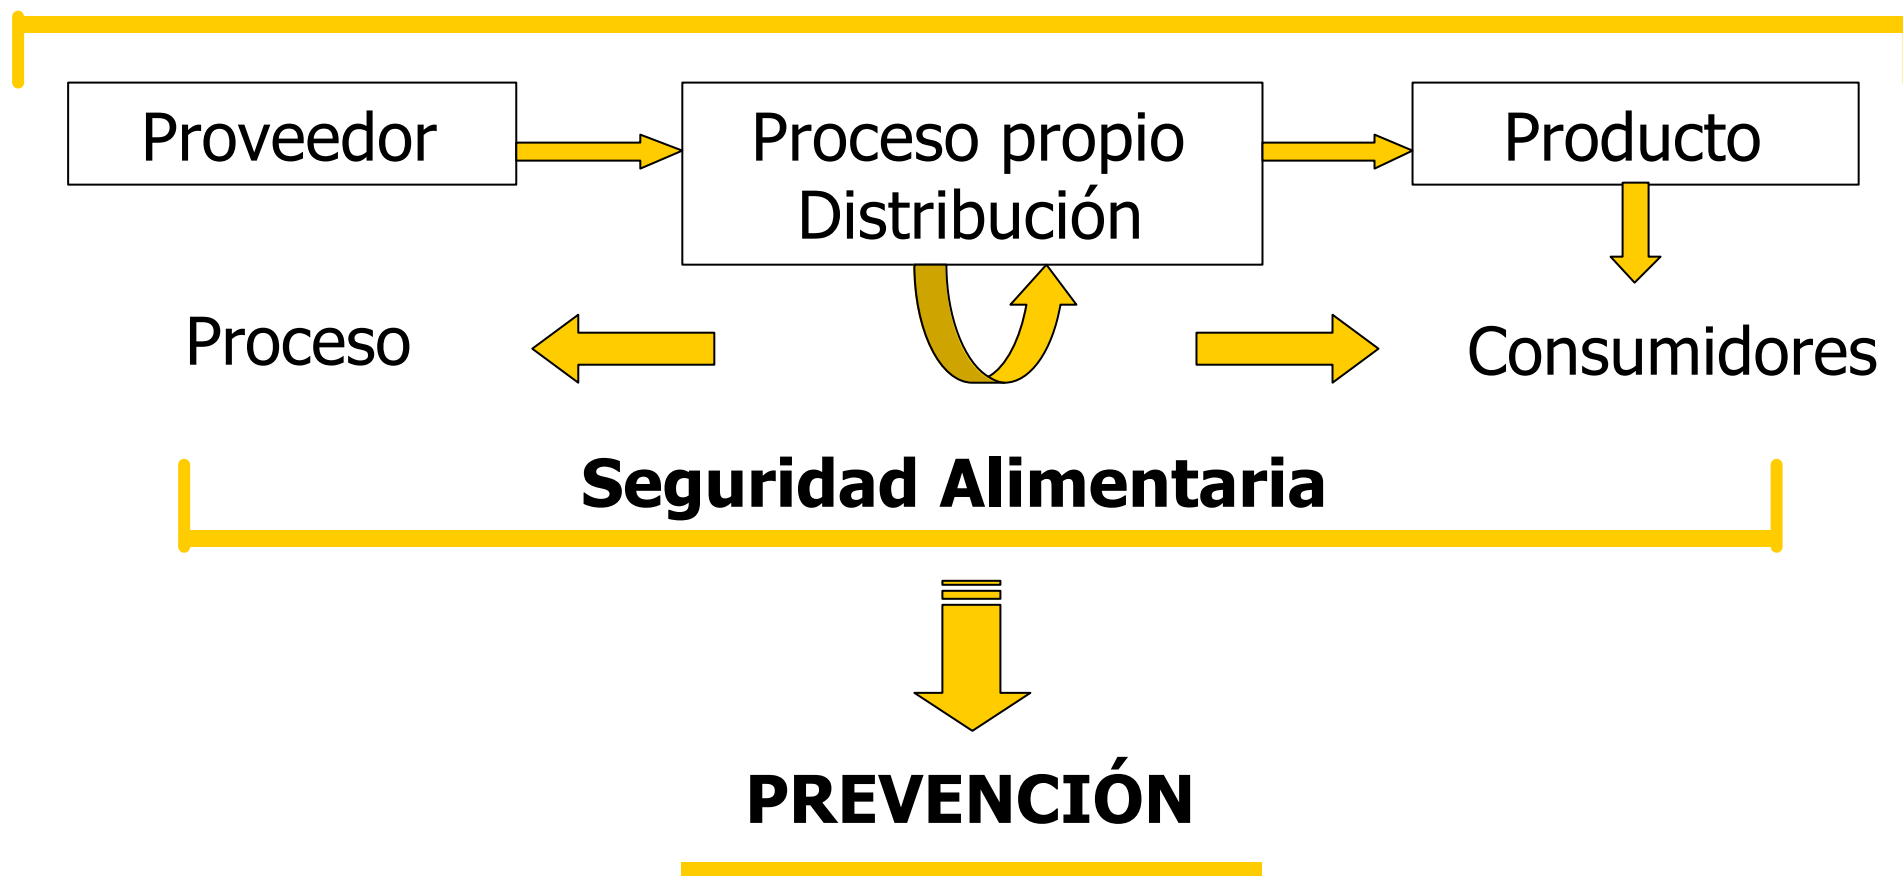 Proveedor
Proceso propio
Distribución
Producto
Proceso
Consumidores
Seguridad Alimentaria
PREVENCIÓN